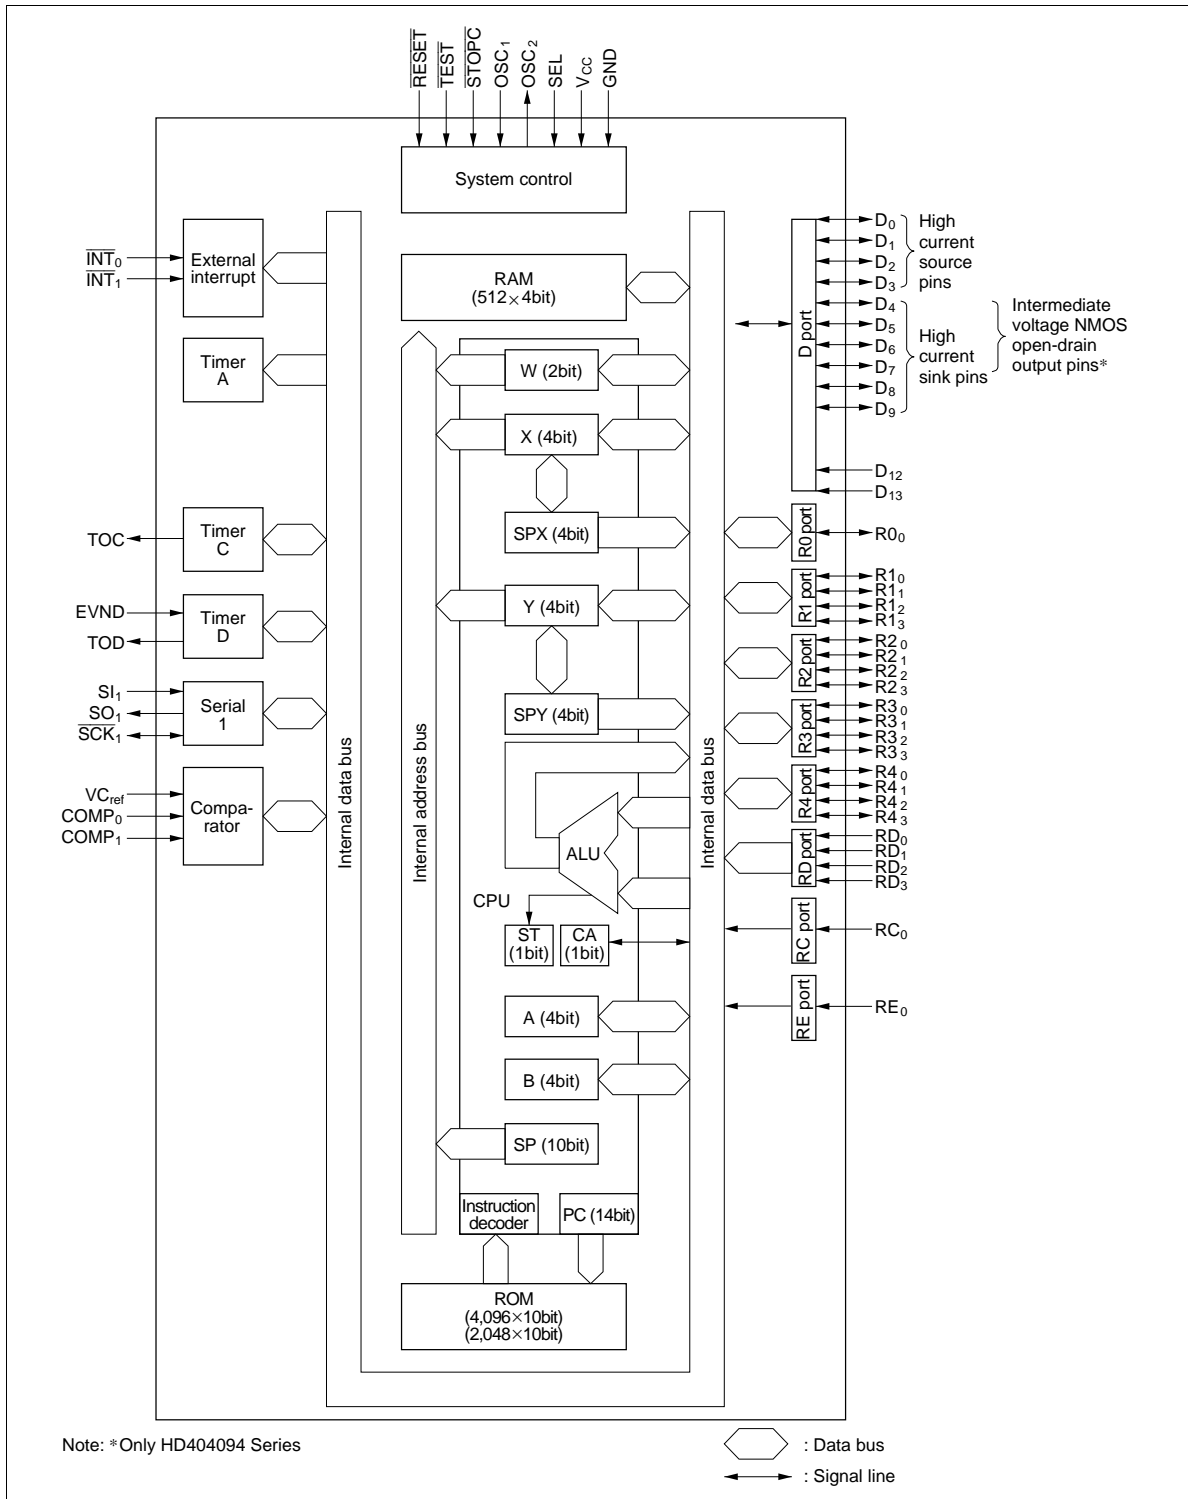 RESET
TEST
STOPC
OSC1
OSC2
SEL
VCC
GND
System control
INT0
INT1
External
interrupt
RAM
(512×4bit)
Timer
A
W (2bit)
X (4bit)
SPX (4bit)
TOC
Timer
C
Y (4bit)
EVND
TOD
Timer
D
SPY (4bit)
SI1
SO1
SCK1
Serial
1
VCref
COMP0
COMP1
Compa-
rator
Internal data bus
Internal address bus
Internal data bus
ALU
CPU
ST
(1bit)
CA
(1bit)
A (4bit)
B (4bit)
SP (10bit)
Instruction
decoder
PC (14bit)
ROM
(4,096×10bit)
(2,048×10bit)
D port
D0
D1
D2
D3
D4
D5
D6
D7
D8
D9
D12
D13
High
current
source
pins
High
current
sink pins
Intermediate
voltage NMOS
open-drain
output pins*
R0 port
R00
R1 port
R10
R11
R12
R13
R2 port
R20
R21
R22
R23
R3 port
R30
R31
R32
R33
R4 port
R40
R41
R42
R43
RD port
RD0
RD1
RD2
RD3
RC port
RC0
RE port
RE0
Note: *Only HD404094 Series
: Data bus
: Signal line